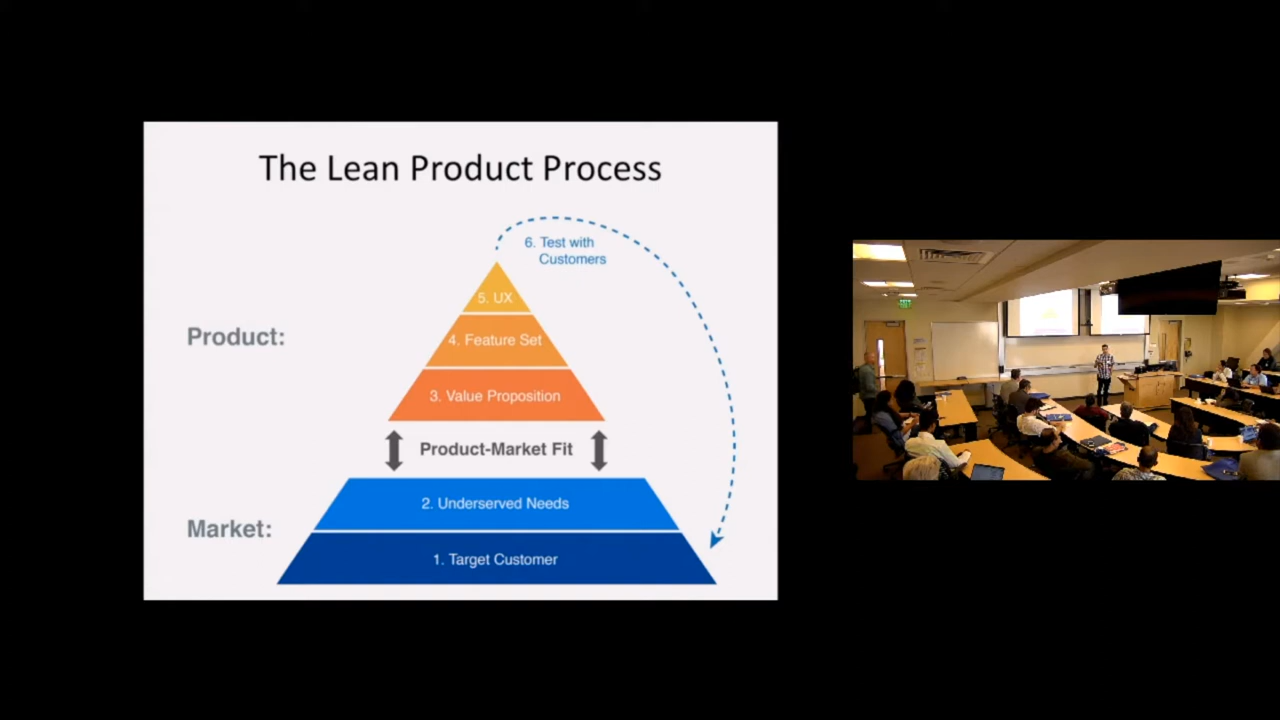 The Lean Product Process
6. Test with
Customers
5. UX
Product:
4. Feature Set
3. Value Proposition
Product-Market Fit
2. Underserved Needs
Market:
1. Target Customer